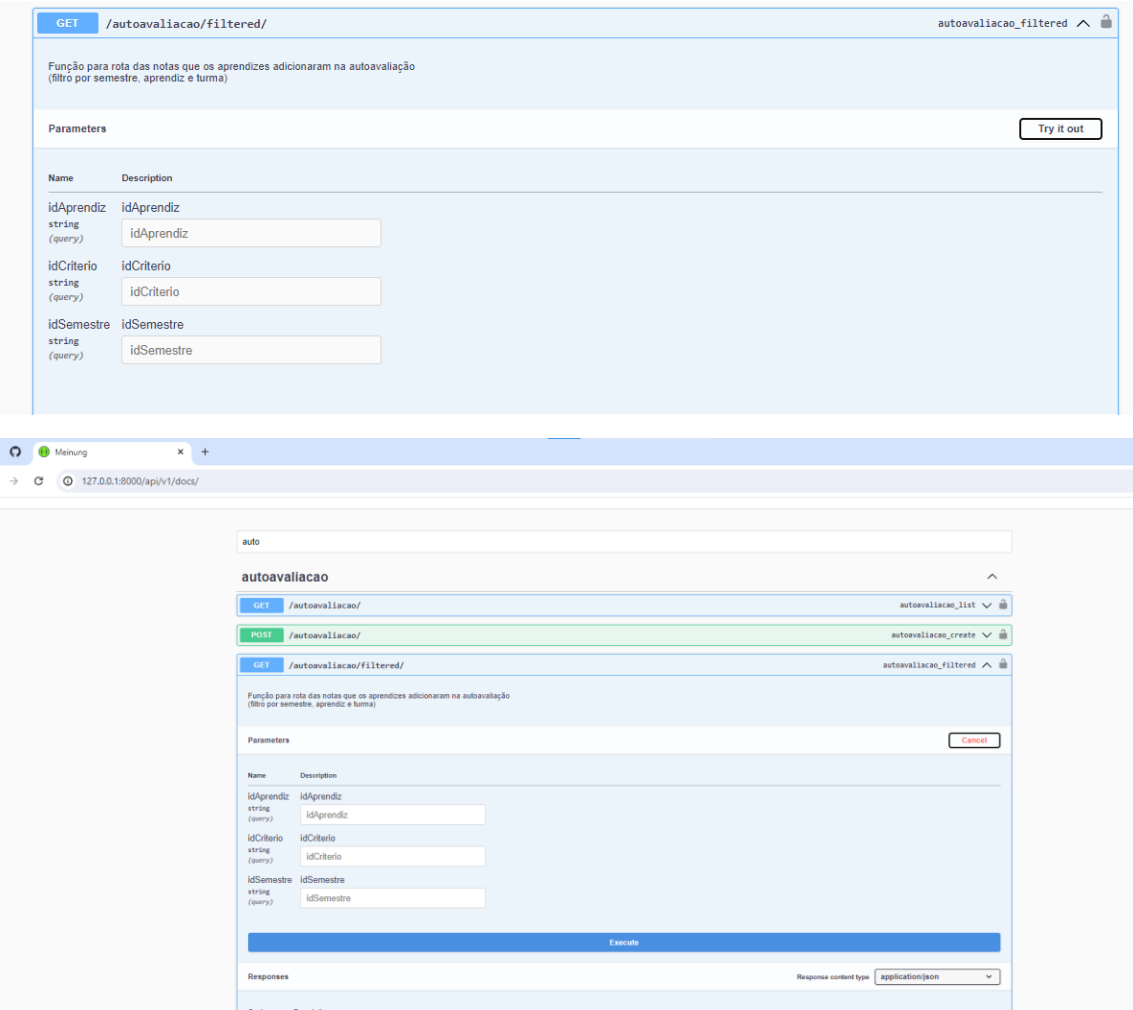 GET /autoavaliacao/filtered/ autoavaliacao_filtered
Função para rota das notas que os aprendizes adicionaram na autoavaliação
(filtro por semestre, aprendiz e turma)
Parameters Try it out
Name Description
idAprendiz idAprendiz
string
(query) idAprendiz
idCriterio idCriterio
string
(query) idCriterio
idSemestre idSemestre
string
(query) idSemestre
Meinung × +
127.0.0.1:8000/api/v1/docs/
auto
autoavaliacao
GET /autoavaliacao/ autoavaliacao_list
POST /autoavaliacao/ autoavaliacao_create
GET /autoavaliacao/filtered/ autoavaliacao_filtered
Função para rota das notas que os aprendizes adicionaram na autoavaliação
(filtro por semestre, aprendiz e turma)
Parameters Cancel
Name Description
idAprendiz idAprendiz
string
(query) idAprendiz
idCriterio idCriterio
string
(query) idCriterio
idSemestre idSemestre
string
(query) idSemestre
Execute
Responses Response content type application/json